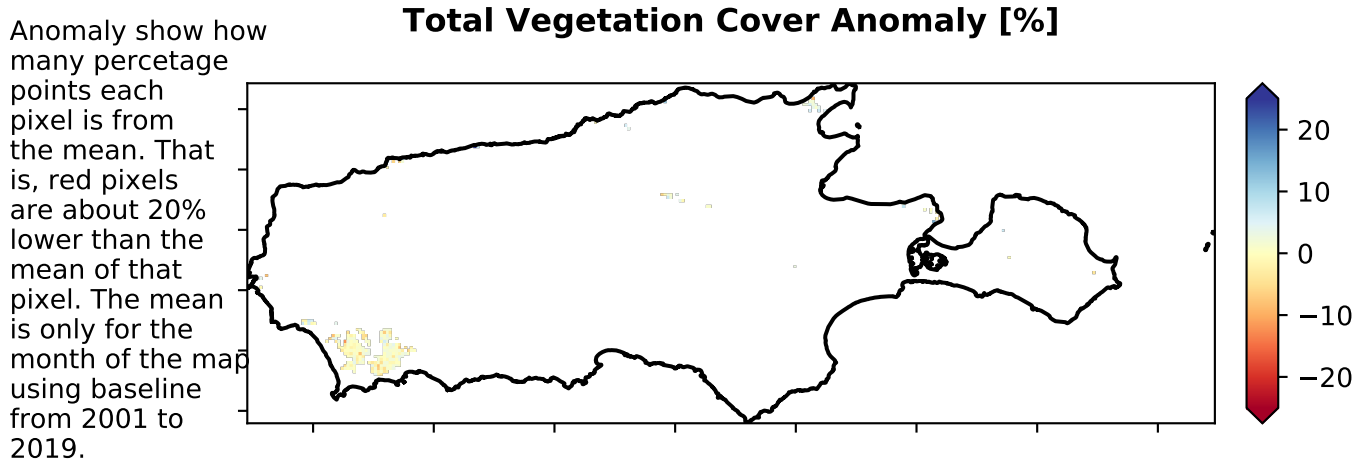 Total Vegetation Cover Anomaly [%]
Anomaly show how
many percetage
points each
pixel is from
the mean. That
is, red pixels
are about 20%
lower than the
mean of that
pixel. The mean
is only for the
month of the map
using baseline
from 2001 to
2019.
20
10
0
−10
−20